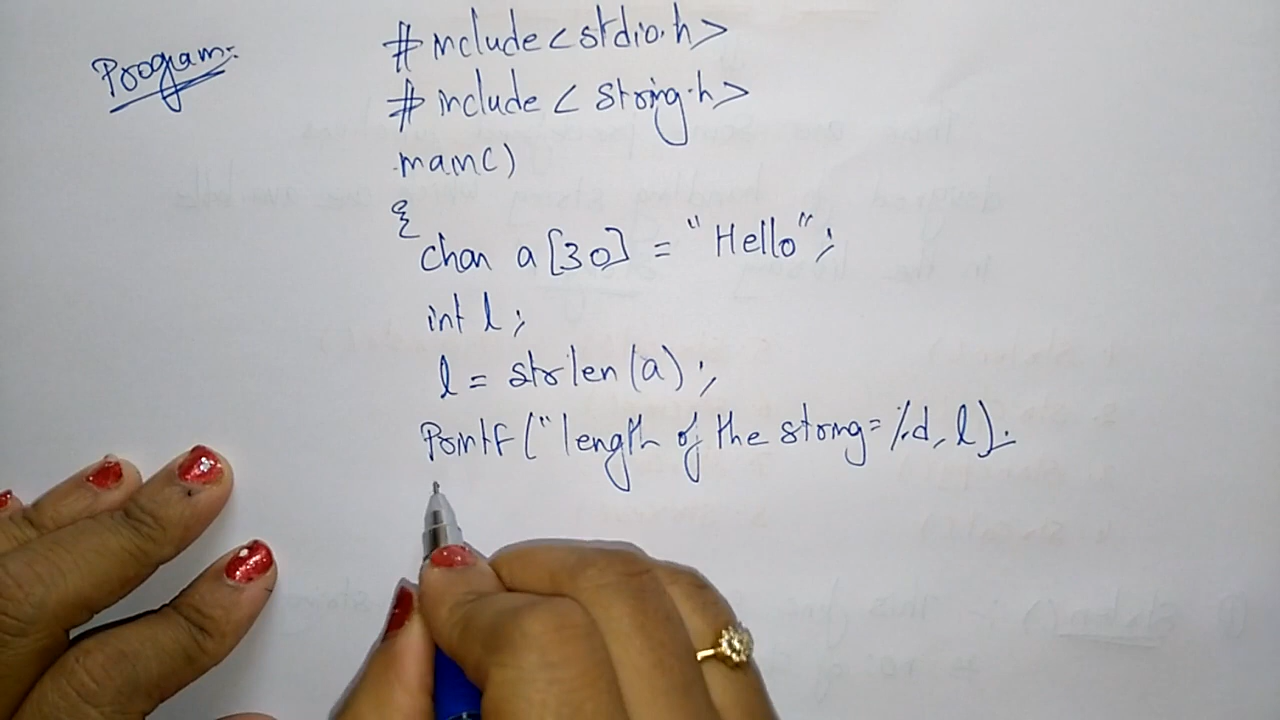 Program:
#include<stdio.h>
#include < string.h>
main()
{
char a[30] = "Hello";
int l;
l = strlen(a);
Printf("length of the string=%d, l).